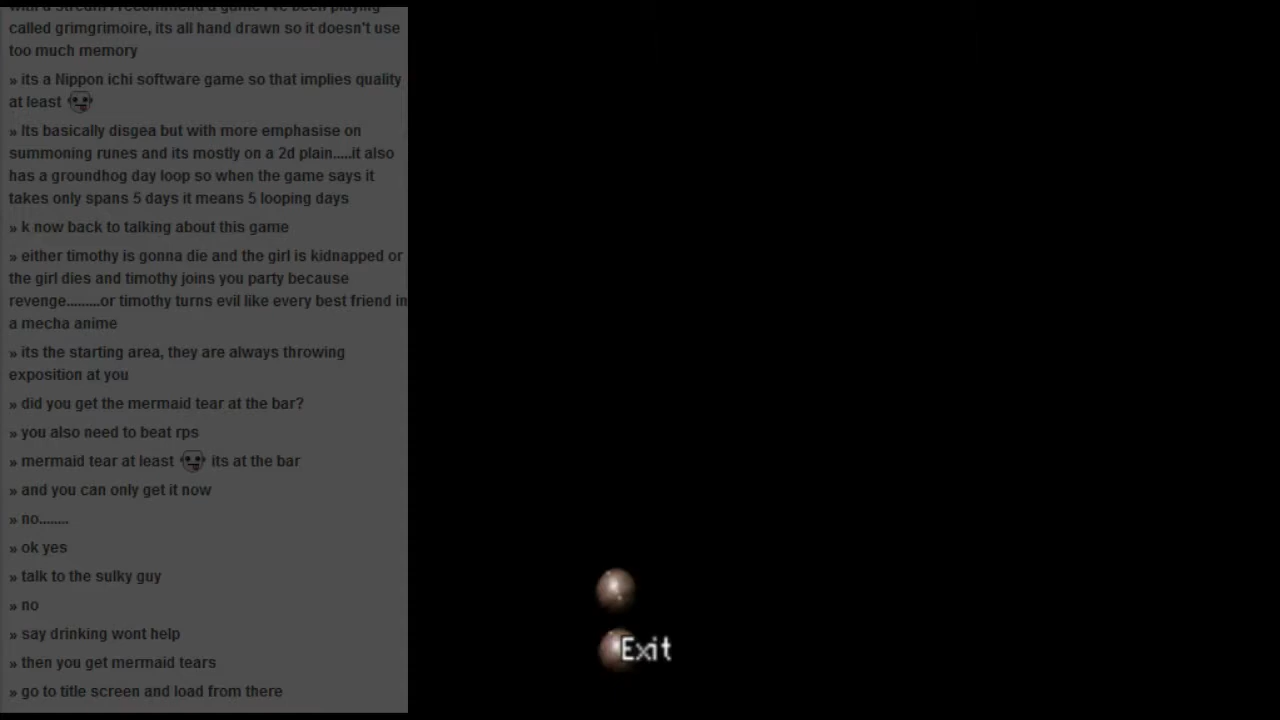 with a stream i recommend a game i've been playing
called grimgrimoire, its all hand drawn so it doesn't use
too much memory
» its a Nippon ichi software game so that implies quality
at least
» Its basically disgea but with more emphasise on
summoning runes and its mostly on a 2d plain.....it also
has a groundhog day loop so when the game says it
takes only spans 5 days it means 5 looping days
» k now back to talking about this game
» either timothy is gonna die and the girl is kidnapped or
the girl dies and timothy joins you party because
revenge.........or timothy turns evil like every best friend in
a mecha anime
» its the starting area, they are always throwing
exposition at you
» did you get the mermaid tear at the bar?
» you also need to beat rps
» mermaid tear at least its at the bar
» and you can only get it now
» no........
» ok yes
» talk to the sulky guy
» no
» say drinking wont help
» then you get mermaid tears
» go to title screen and load from there
Exit